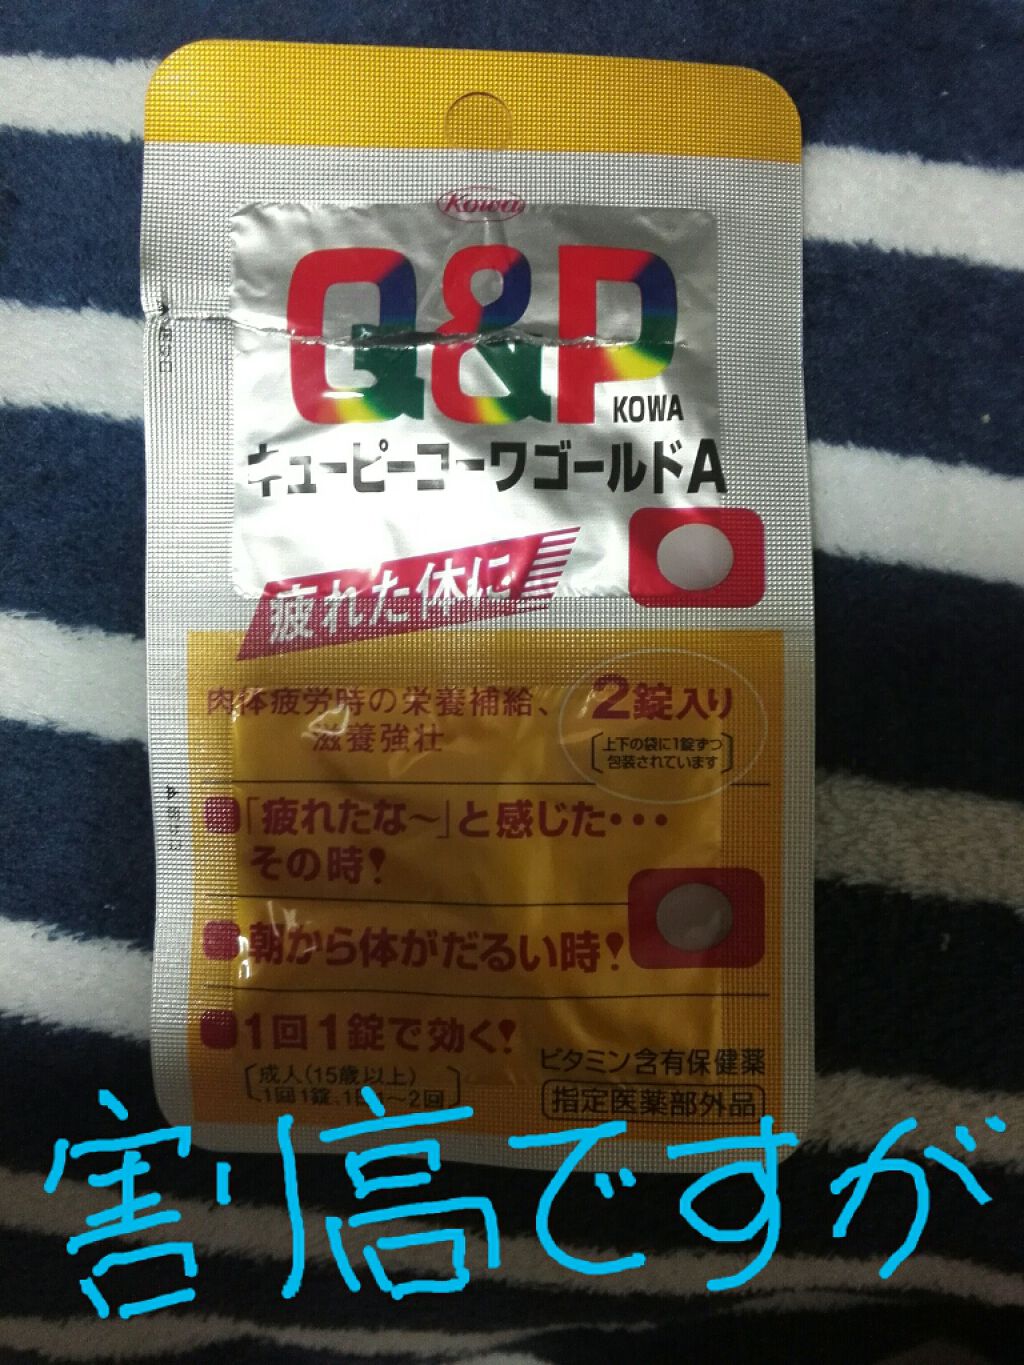 Kowa
Q&P
KOWA
キューピーコーワゴールドA
疲れた体に
肉体疲労時の栄養補給、
滋養強壮
2錠入り
上下の袋に1錠ずつ
包装されています
「疲れたな〜」と感じた・・・
その時!
朝から体がだるい時!
1回1錠で効く!
成人(15歳以上)
1回1錠、1日1〜2回
ビタミン含有保健薬
指定医薬部外品
割り高ですが